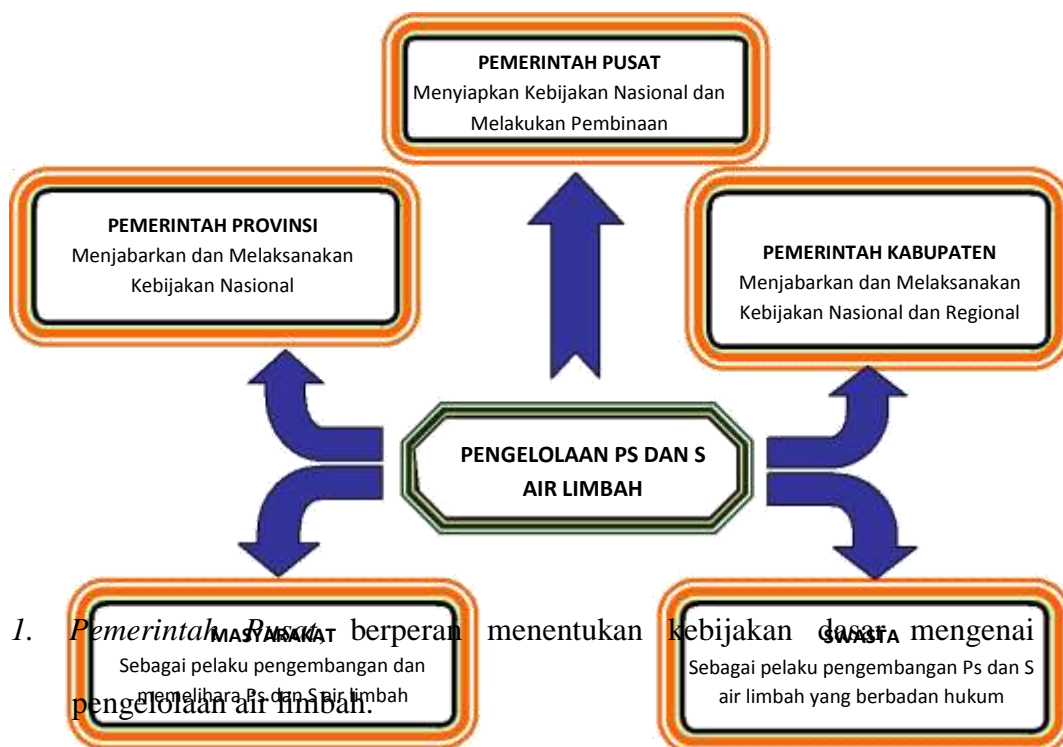 PEMERINTAH PUSAT
Menyiapkan Kebijakan Nasional dan
Melakukan Pembinaan
PEMERINTAH PROVINSI
Menjabarkan dan Melaksanakan
Kebijakan Nasional
PEMERINTAH KABUPATEN
Menjabarkan dan Melaksanakan
Kebijakan Nasional dan Regional
PENGELOLAAN PS DAN S
AIR LIMBAH
MASYARAKAT
Sebagai pelaku pengembangan dan
memelihara Ps dan S air limbah
SWASTA
Sebagai pelaku pengembangan Ps dan S
air limbah yang berbadan hukum
1. Pemerintah Pusat, berperan menentukan kebijakan dasar mengenai
pengelolaan air limbah.